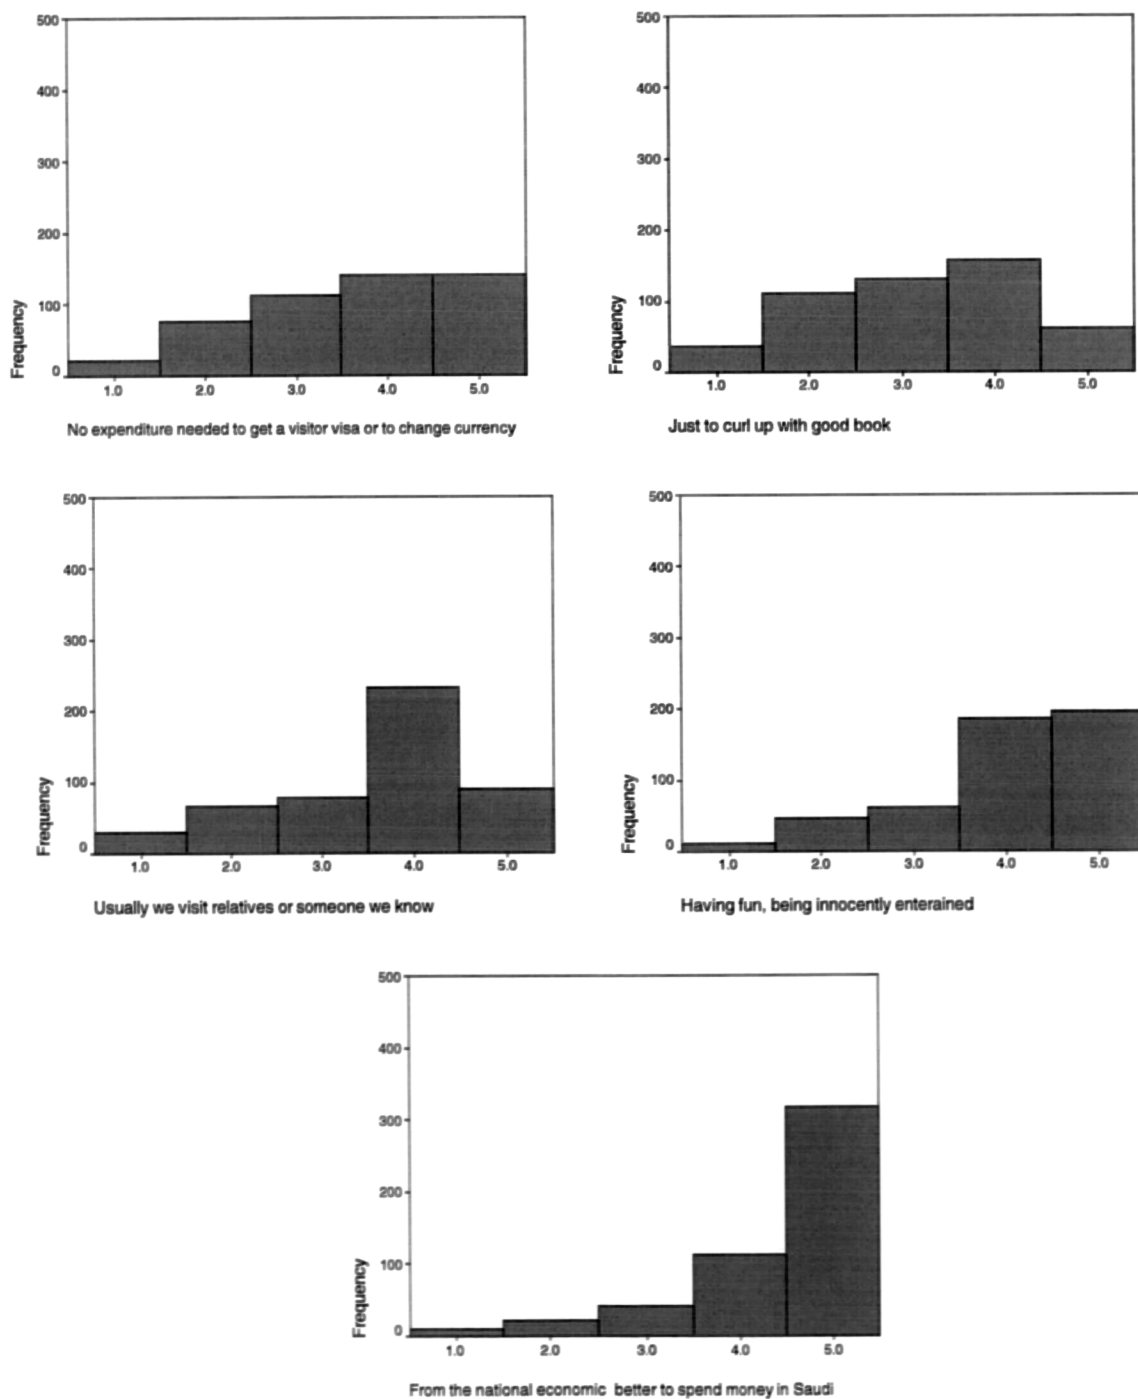 500
400
300
200
100
0
Frequency
1.0 2.0 3.0 4.0 5.0
No expenditure needed to get a visitor visa or to change currency
500
400
300
200
100
0
Frequency
1.0 2.0 3.0 4.0 5.0
Just to curl up with good book
500
400
300
200
100
0
Frequency
1.0 2.0 3.0 4.0 5.0
Usually we visit relatives or someone we know
500
400
300
200
100
0
Frequency
1.0 2.0 3.0 4.0 5.0
Having fun, being innocently enterained
500
400
300
200
100
0
Frequency
1.0 2.0 3.0 4.0 5.0
From the national economic better to spend money in Saudi